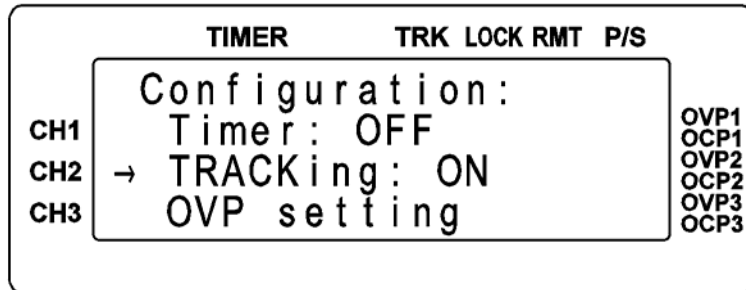 TIMER TRK LOCK RMT P/S
Configuration:
CH1 Timer: OFF OVP1 OCP1
CH2 → TRACKing: ON OVP2 OCP2
CH3 OVP setting OVP3 OCP3